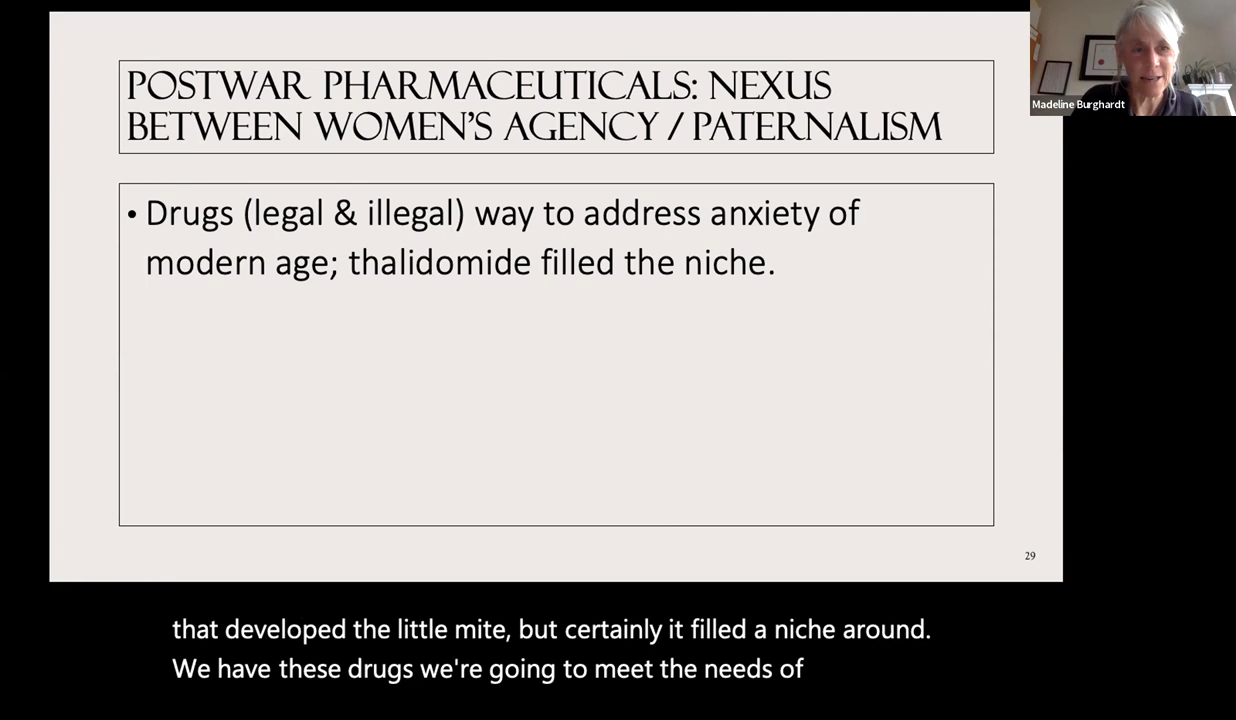 POSTWAR PHARMACEUTICALS: NEXUS
BETWEEN WOMEN'S AGENCY / PATERNALISM
• Drugs (legal & illegal) way to address anxiety of
modern age; thalidomide filled the niche.
29
Madeline Burghardt
that developed the little mite, but certainly it filled a niche around.
We have these drugs we're going to meet the needs of